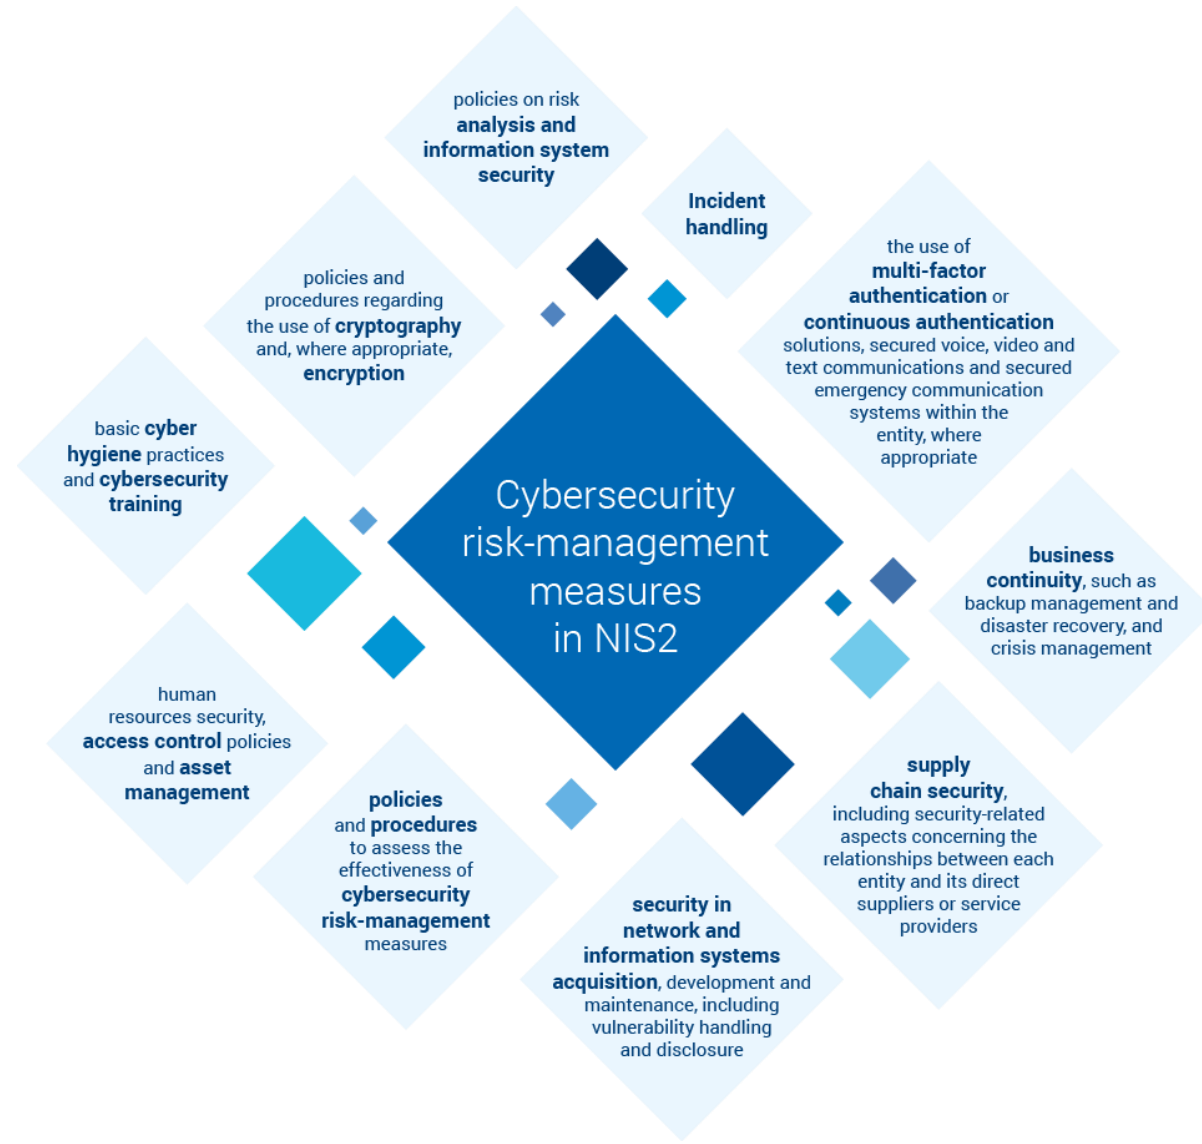 policies on risk
analysis and
information system
security
Incident
handling
the use of
multi-factor
authentication or
continuous authentication
solutions, secured voice, video and
text communications and secured
emergency communication
systems within the
entity, where
appropriate
policies and
procedures regarding
the use of cryptography
and, where appropriate,
encryption
basic cyber
hygiene practices
and cybersecurity
training
Cybersecurity
risk-management
measures
in NIS2
business
continuity, such as
backup management and
disaster recovery, and
crisis management
human
resources security,
access control policies
and asset
management
policies
and procedures
to assess the
effectiveness of
cybersecurity
risk-management
measures
supply
chain security,
including security-related
aspects concerning the
relationships between each
entity and its direct
suppliers or service
providers
security in
network and
information systems
acquisition, development and
maintenance, including
vulnerability handling
and disclosure